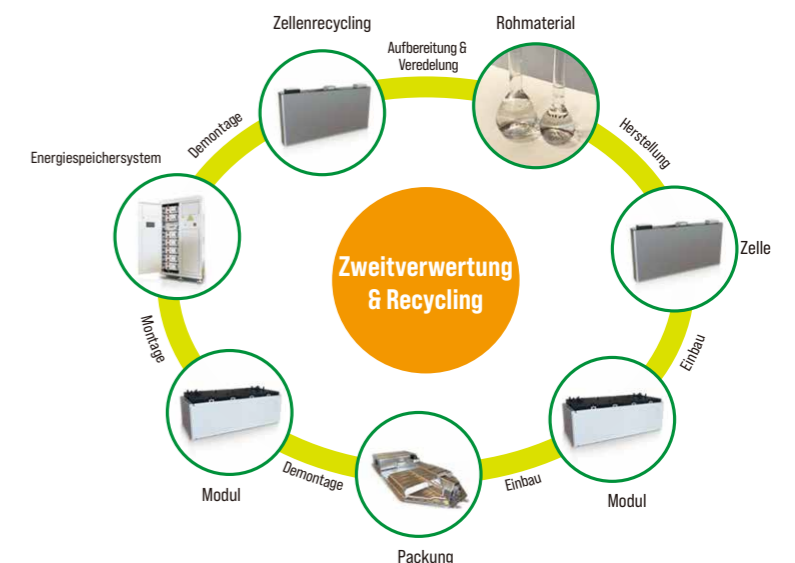 Zellenrecycling
Rohmaterial
Aufbereitung &
Veredelung
Demontage
Herstellung
Energiespeichersystem
Zelle
Zweitverwertung
& Recycling
Montage
Einbau
Modul
Demontage
Einbau
Modul
Packung